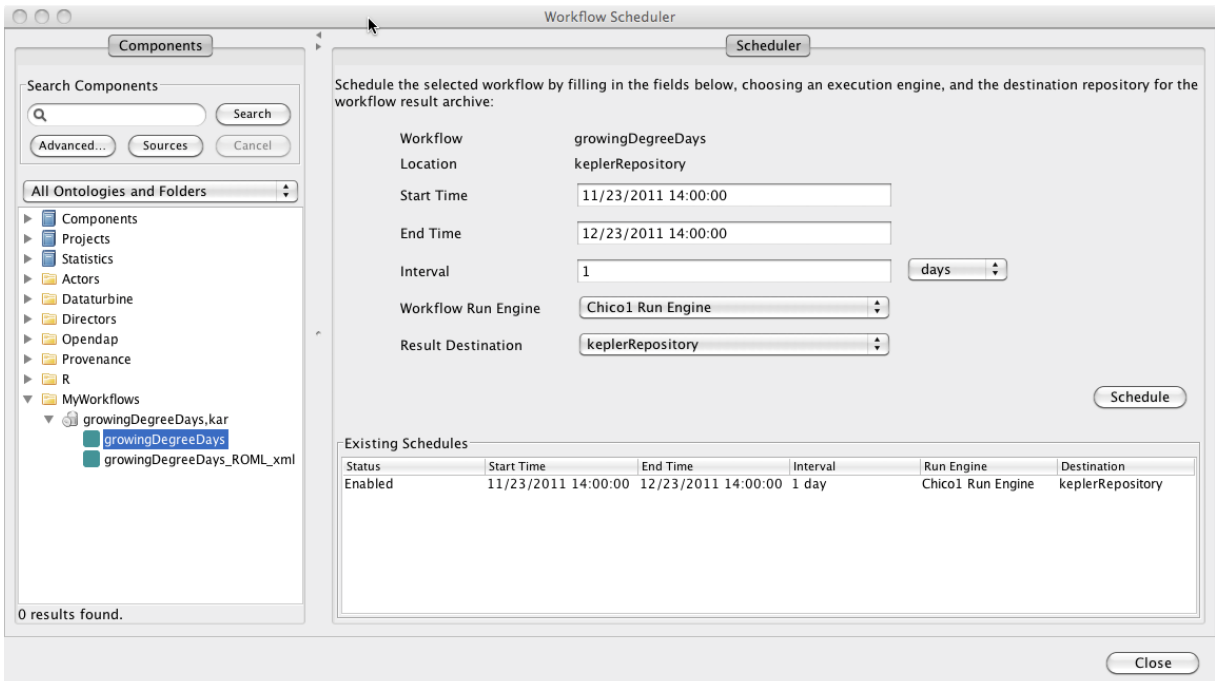 Workflow Scheduler
Components
Search Components
Search
Advanced...
Sources
Cancel
All Ontologies and Folders
Components
Projects
Statistics
Actors
Dataturbine
Directors
Opendap
Provenance
R
MyWorkflows
growingDegreeDays,kar
growingDegreeDays
growingDegreeDays_ROML_xml
0 results found.
Scheduler
Schedule the selected workflow by filling in the fields below, choosing an execution engine, and the destination repository for the
workflow result archive:
Workflow growingDegreeDays
Location keplerRepository
Start Time 11/23/2011 14:00:00
End Time 12/23/2011 14:00:00
Interval 1 days
Workflow Run Engine Chico1 Run Engine
Result Destination keplerRepository
Schedule
Existing Schedules
Status Start Time End Time Interval Run Engine Destination
Enabled 11/23/2011 14:00:00 12/23/2011 14:00:00 1 day Chico1 Run Engine keplerRepository
Close